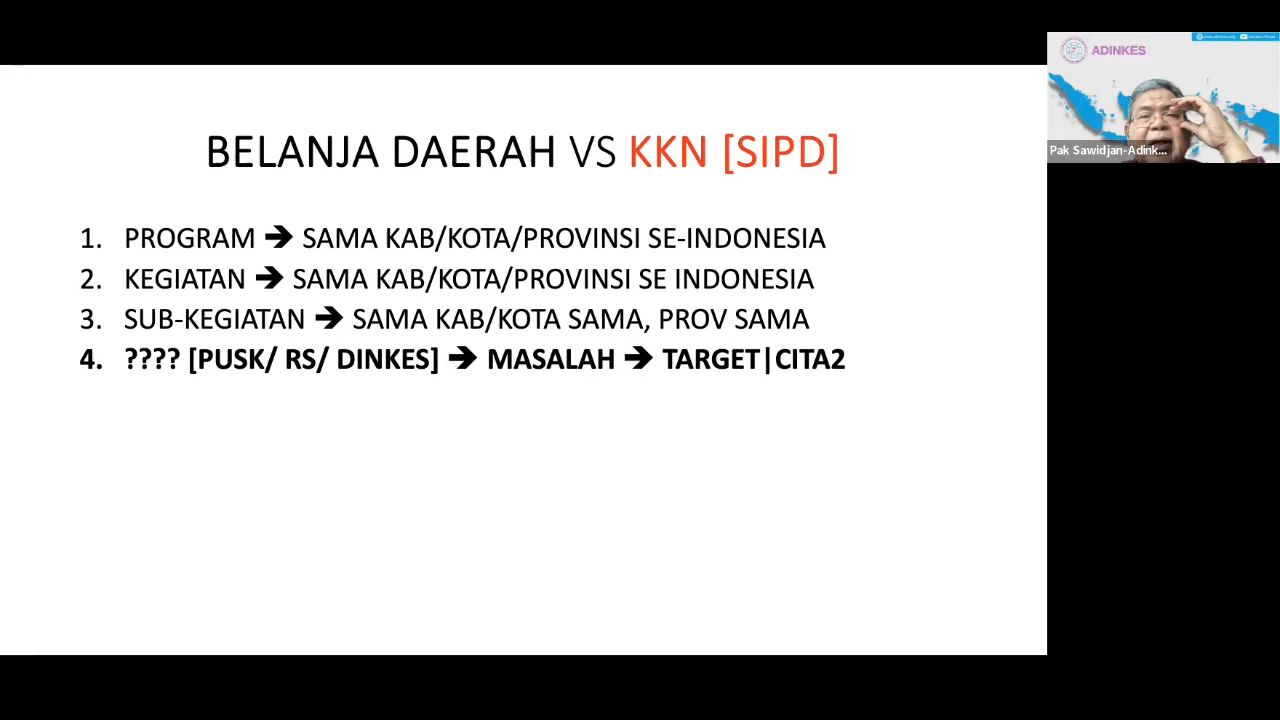 ADINKES
BELANJA DAERAH VS KKN [SIPD]
Pak Sawidjan-Adink...
1. PROGRAM ➔ SAMA KAB/KOTA/PROVINSI SE-INDONESIA
2. KEGIATAN ➔ SAMA KAB/KOTA/PROVINSI SE INDONESIA
3. SUB-KEGIATAN ➔ SAMA KAB/KOTA SAMA, PROV SAMA
4. ???? [PUSK/ RS/ DINKES] ➔ MASALAH ➔ TARGET|CITA2